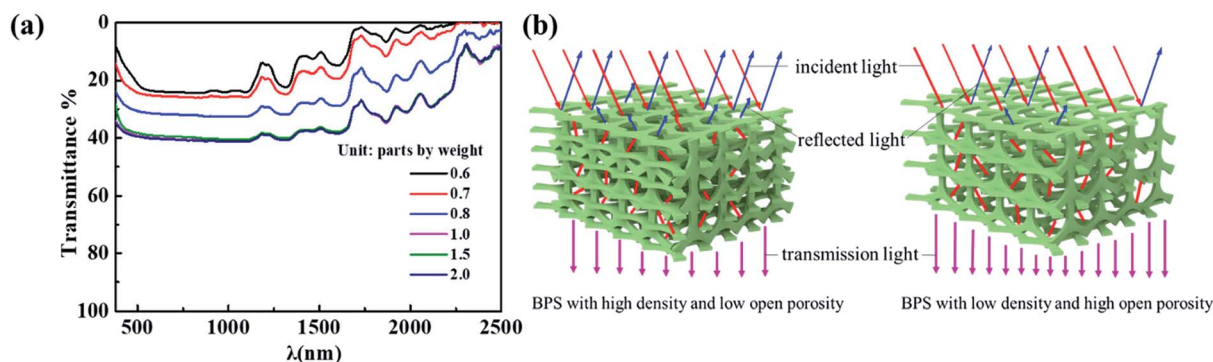 (a)
0
20
40
60
80
100
Transmittance %
Unit: parts by weight
0.6
0.7
0.8
1.0
1.5
2.0
500
1000
1500
2000
2500
λ(nm)
(b)
incident light
reflected light
transmission light
BPS with high density and low open porosity
BPS with low density and high open porosity